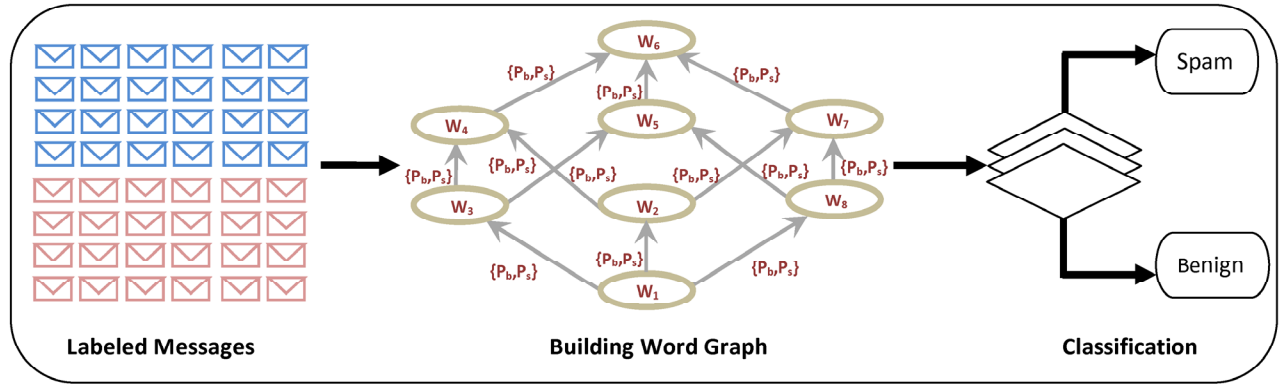 W₆
{Pb,Ps} {Pb,Ps} {Pb,Ps}
W₄ W₅ W₇
{Pb,Ps} {Pb,Ps} {Pb,Ps} {Pb,Ps} {Pb,Ps} {Pb,Ps}
W₃ W₂ W₈
{Pb,Ps} {Pb,Ps} {Pb,Ps}
W₁
Spam
Benign
Labeled Messages
Building Word Graph
Classification